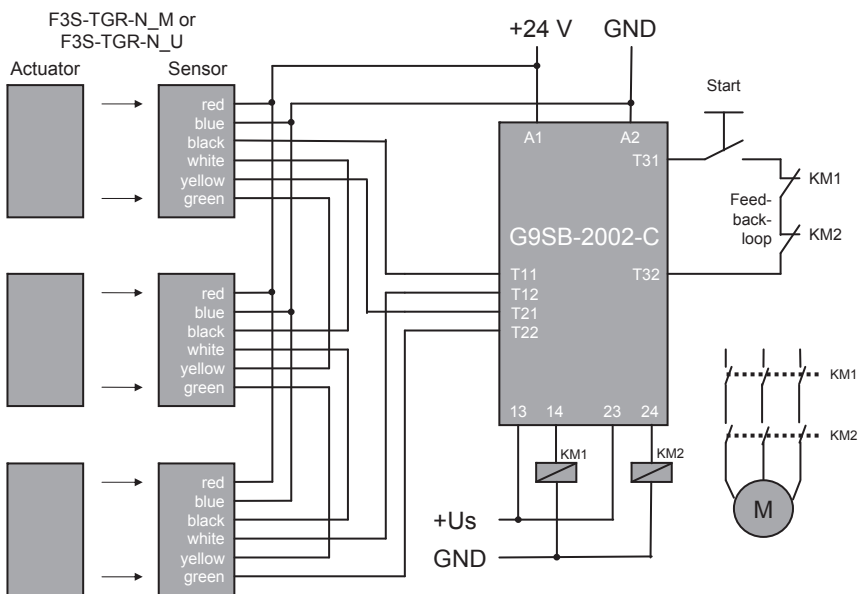 F3S-TGR-N_M or
F3S-TGR-N_U
Actuator
Sensor
red
blue
black
white
yellow
green
red
blue
black
white
yellow
green
red
blue
black
white
yellow
green
+24 V
GND
A1
A2
T31
G9SB-2002-C
T11
T12
T21
T22
T32
13
14
23
24
KM1
KM2
+Us
GND
Start
KM1
Feed-
back-
loop
KM2
KM1
KM2
M